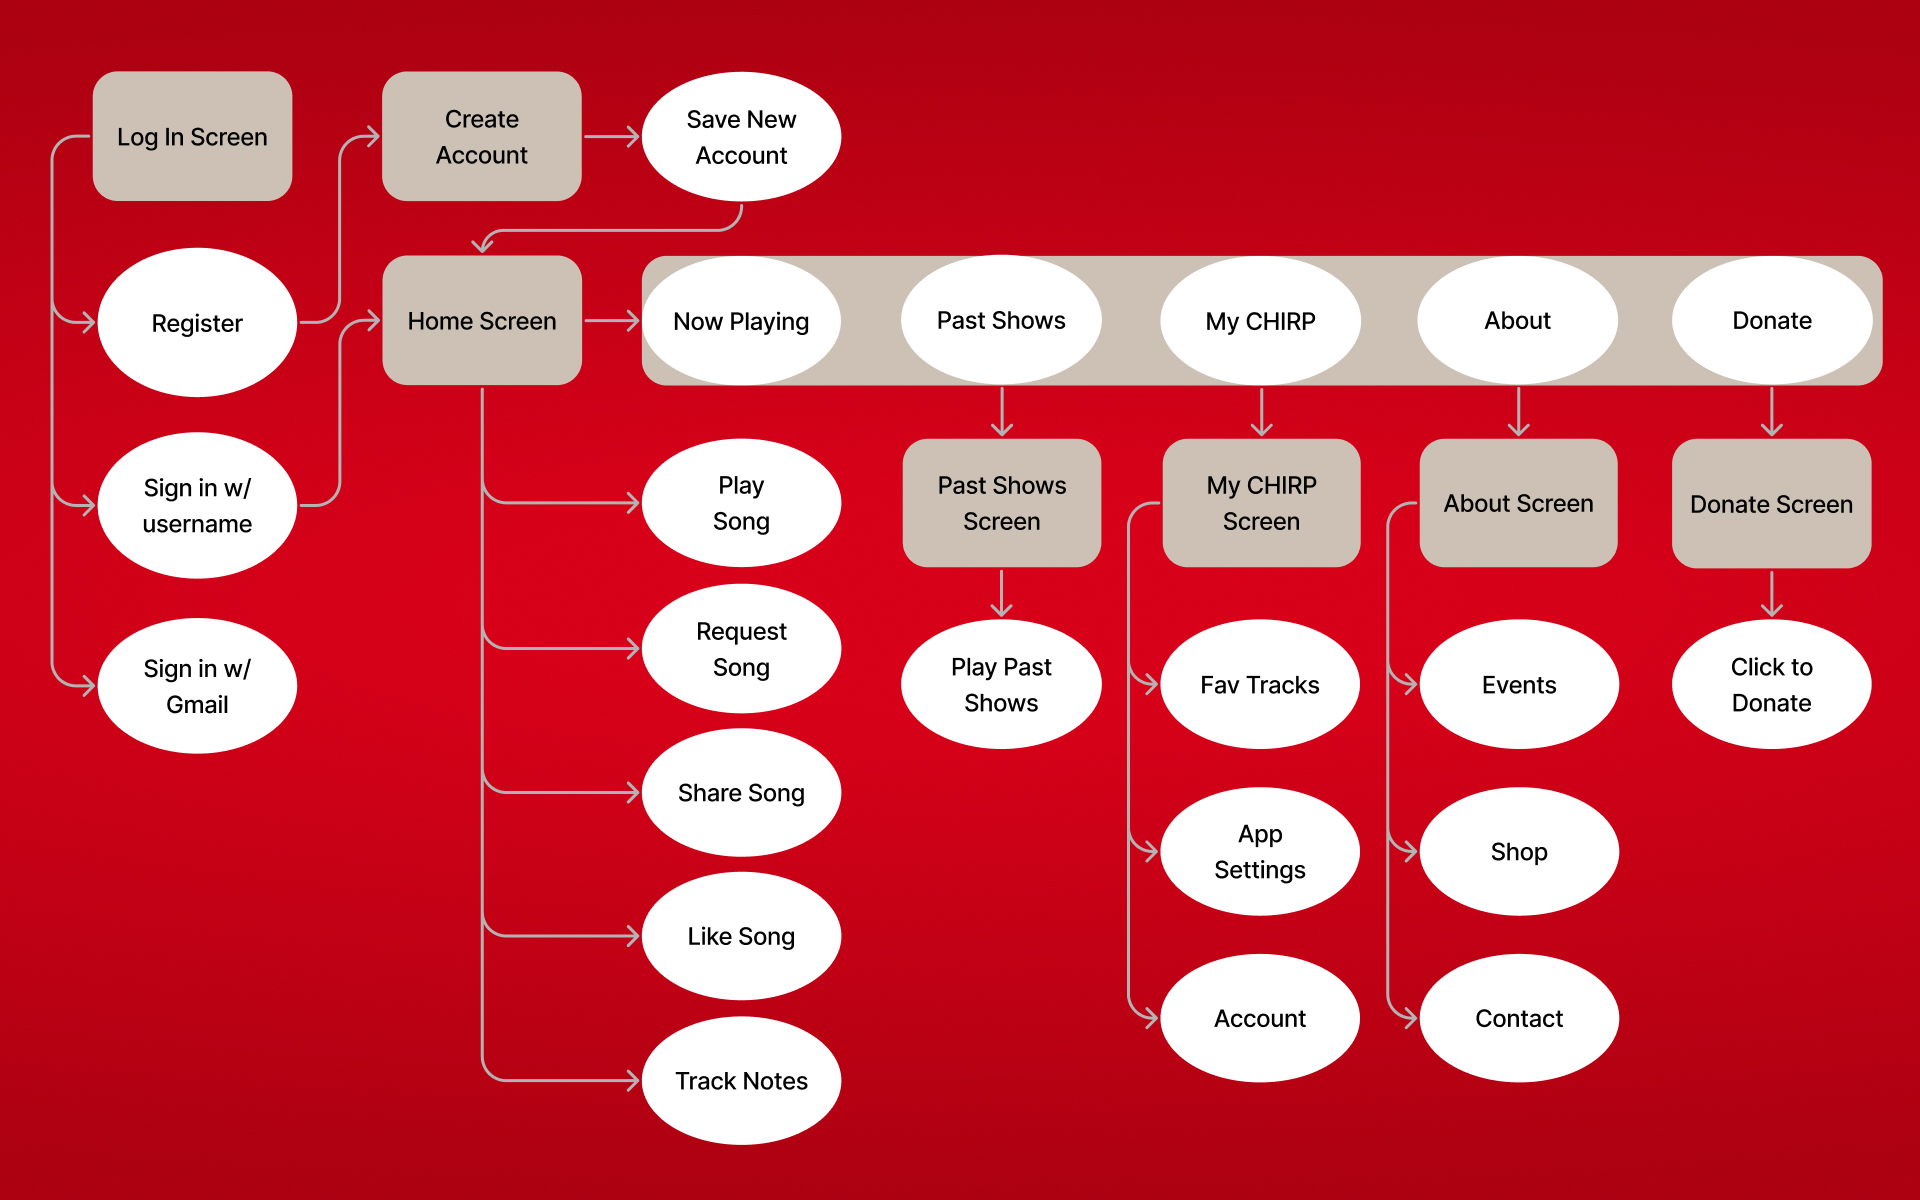 Log In Screen
Create
Account
Save New
Account
Register
Home Screen
Now Playing
Past Shows
My CHIRP
About
Donate
Sign in w/
username
Sign in w/
Gmail
Play
Song
Request
Song
Share Song
Like Song
Track Notes
Past Shows
Screen
Play Past
Shows
My CHIRP
Screen
Fav Tracks
App
Settings
Account
About Screen
Events
Shop
Contact
Donate Screen
Click to
Donate